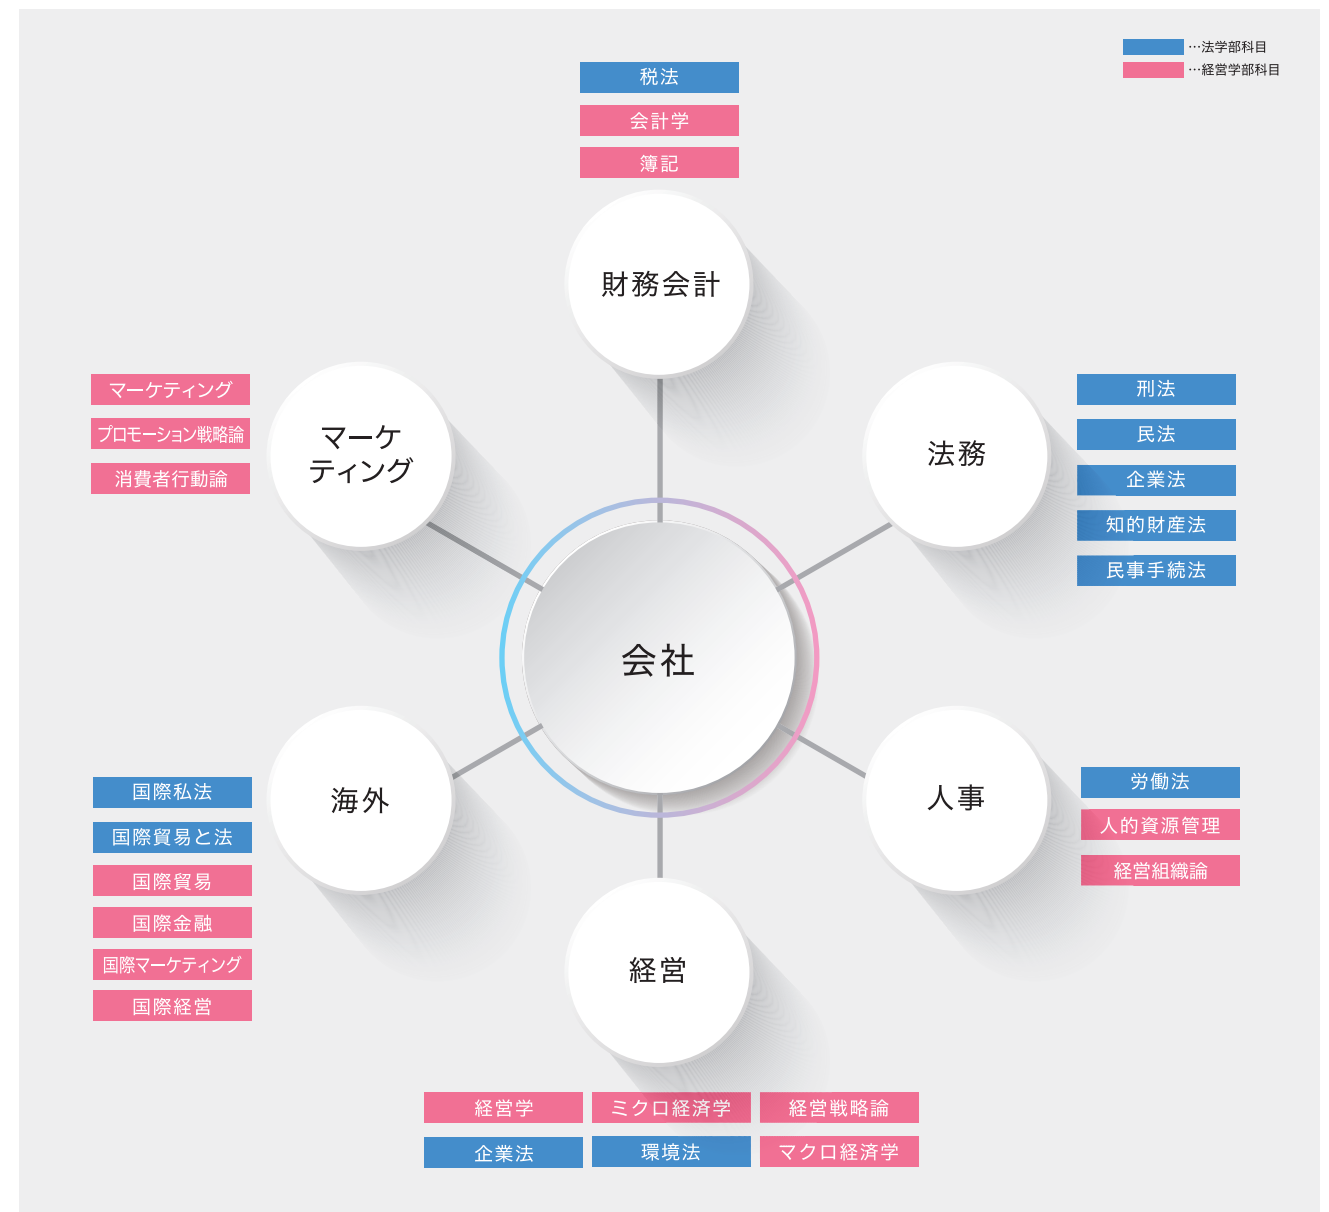 …法学部科目
…経営学部科目
税法
会計学
簿記
財務会計
マーケティング
プロモーション戦略論
消費者行動論
マーケ
ティング
法務
刑法
民法
企業法
知的財産法
民事手続法
会社
国際私法
国際貿易と法
国際貿易
国際金融
国際マーケティング
国際経営
海外
人事
労働法
人的資源管理
経営組織論
経営
経営学
ミクロ経済学
経営戦略論
企業法
環境法
マクロ経済学